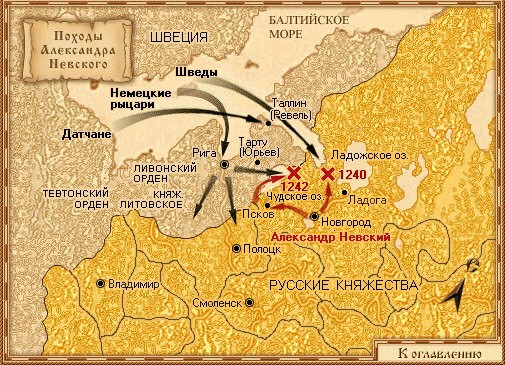 Походы
Александра
Невского
ШВЕЦИЯ
БАЛТИЙСКОЕ
МОРЕ
Шведы
Немецкие
рыцари
Датчане
Таллин
(Ревель)
Тарту
(Юрьев)
Рига
Ладожское оз.
1240
1242
ЛИВОНСКИЙ
ОРДЕН
ТЕВТОНСКИЙ
ОРДЕН
КНЯЖ.
ЛИТОВСКОЕ
Чудское оз.
Ладога
Псков
Новгород
Александр Невский
Полоцк
Владимир
Смоленск
РУССКИЕ КНЯЖЕСТВА
К оглавлению